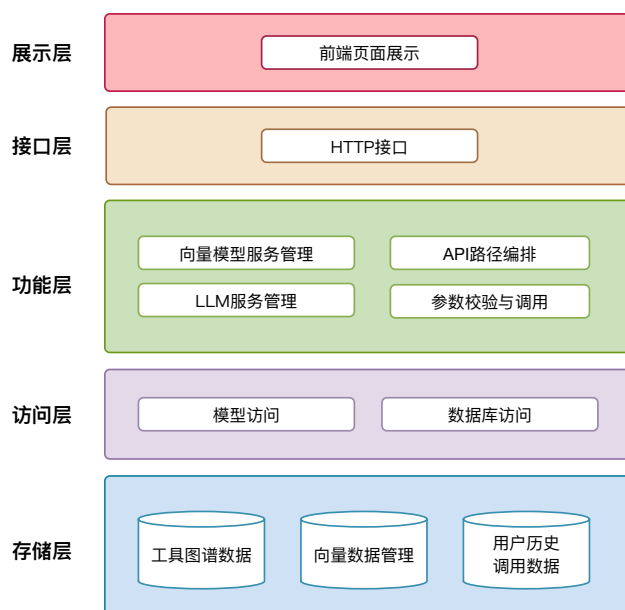 展示层
前端页面展示
接口层
HTTP接口
功能层
向量模型服务管理
API路径编排
LLM服务管理
参数校验与调用
访问层
模型访问
数据库访问
存储层
工具图谱数据
向量数据管理
用户历史
调用数据